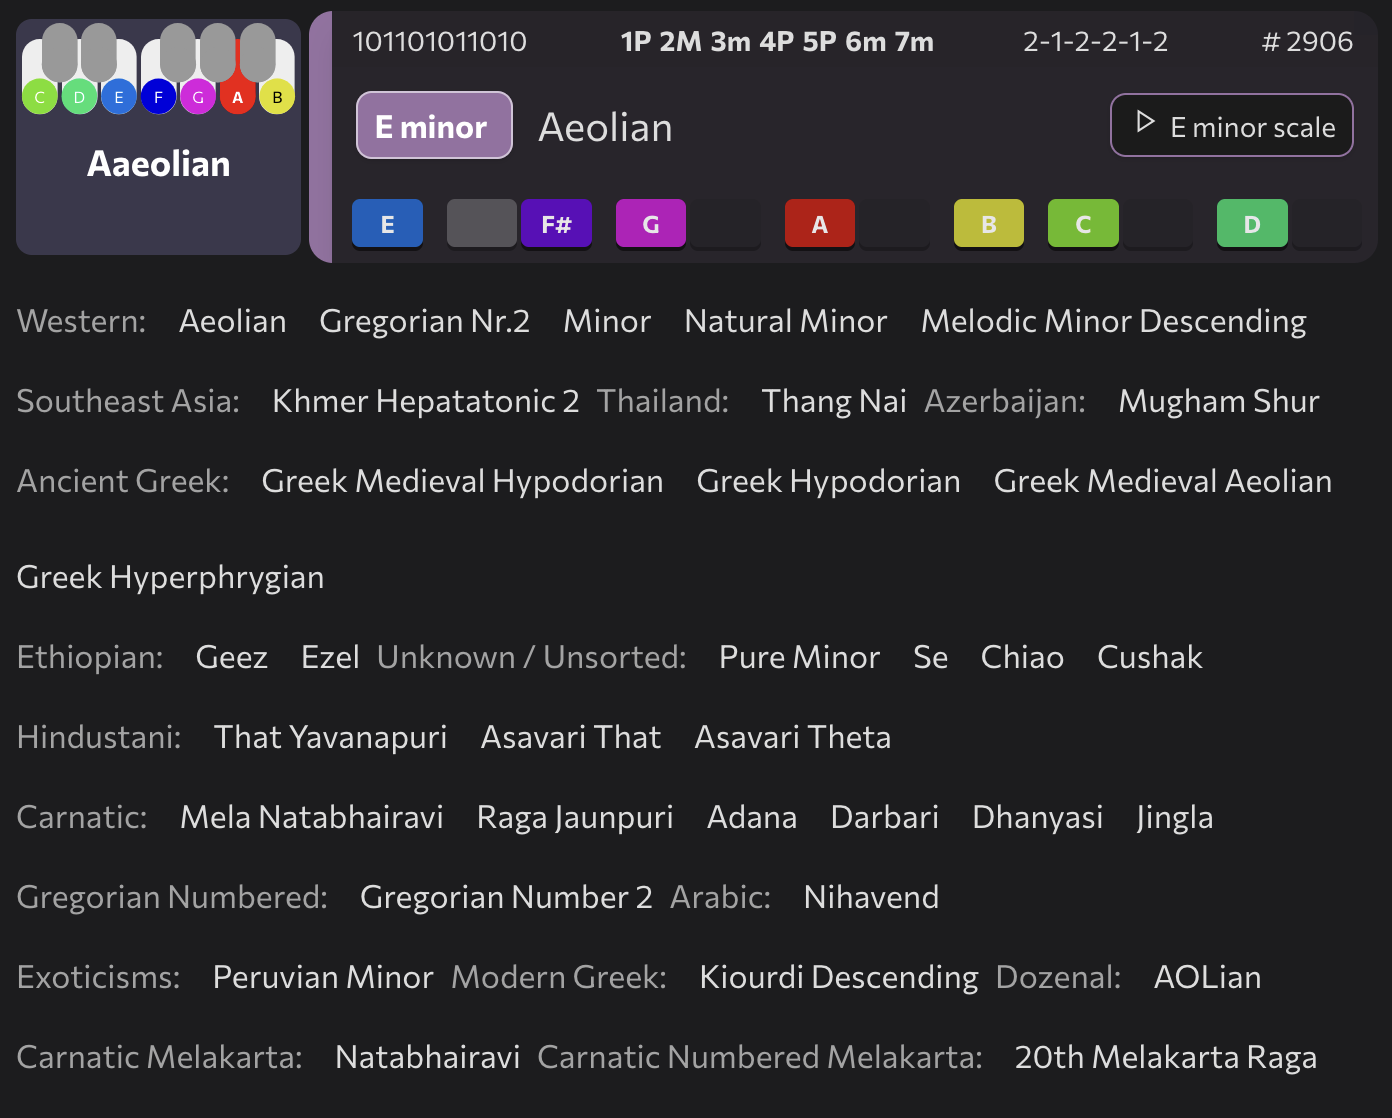 C D E F G A B
Aaeolian
101101011010 1P 2M 3m 4P 5P 6m 7m 2-1-2-2-1-2 # 2906
E minor Aeolian E minor scale
E F# G A B C D
Western: Aeolian Gregorian Nr.2 Minor Natural Minor Melodic Minor Descending
Southeast Asia: Khmer Hepatatonic 2 Thailand: Thang Nai Azerbaijan: Mugham Shur
Ancient Greek: Greek Medieval Hypodorian Greek Hypodorian Greek Medieval Aeolian
Greek Hyperphrygian
Ethiopian: Geez Ezel Unknown / Unsorted: Pure Minor Se Chiao Cushak
Hindustani: That Yavanapuri Asavari That Asavari Theta
Carnatic: Mela Natabhairavi Raga Jaunpuri Adana Darbari Dhanyasi Jingla
Gregorian Numbered: Gregorian Number 2 Arabic: Nihavend
Exoticisms: Peruvian Minor Modern Greek: Kiourdi Descending Dozenal: AOLian
Carnatic Melakarta: Natabhairavi Carnatic Numbered Melakarta: 20th Melakarta Raga